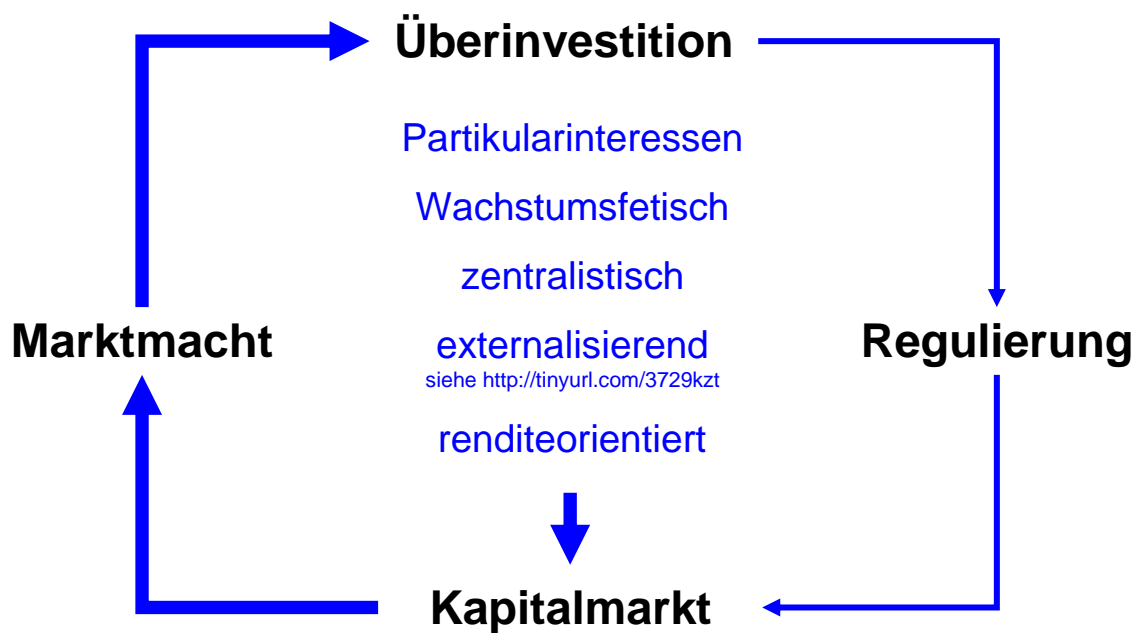 Überinvestition
Partikularinteressen
Wachstumsfetisch
zentralistisch
Marktmacht
externalisierend
siehe http://tinyurl.com/3729kzt
Regulierung
renditeorientiert
Kapitalmarkt